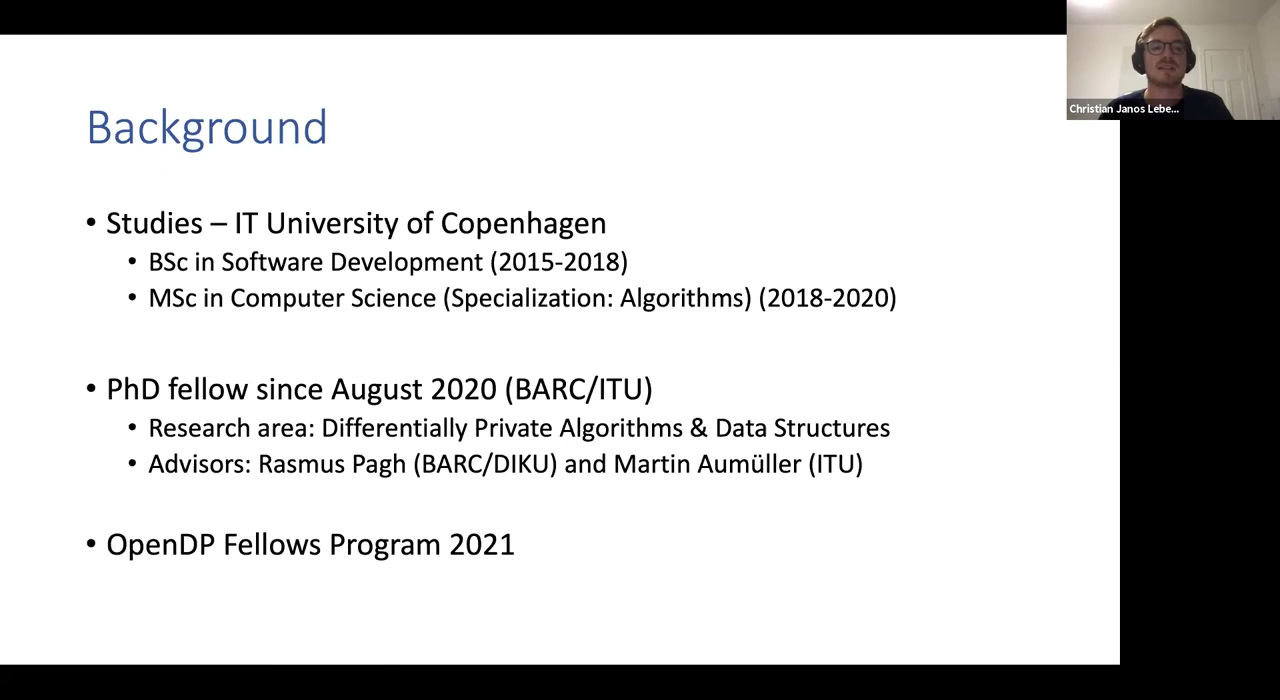 Background
• Studies – IT University of Copenhagen
• BSc in Software Development (2015-2018)
• MSc in Computer Science (Specialization: Algorithms) (2018-2020)
• PhD fellow since August 2020 (BARC/ITU)
• Research area: Differentially Private Algorithms & Data Structures
• Advisors: Rasmus Pagh (BARC/DIKU) and Martin Aumüller (ITU)
• OpenDP Fellows Program 2021
Christian Janos Lebe...